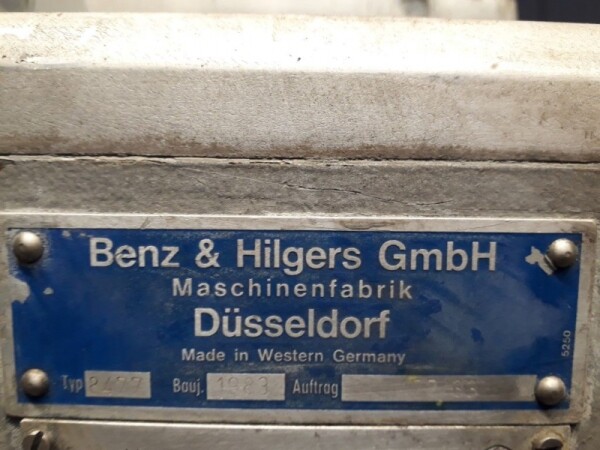 Benz & Hilgers GmbH
Maschinenfabrik
Düsseldorf
Made in Western Germany
Typ Bauj. 1983 Auftrag
5250